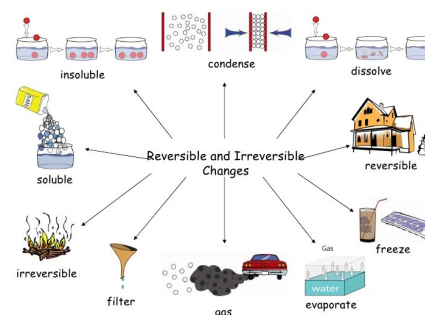 insoluble
condense
dissolve
soluble
Reversible and Irreversible
Changes
reversible
irreversible
filter
gas
Gas
water
evaporate
freeze